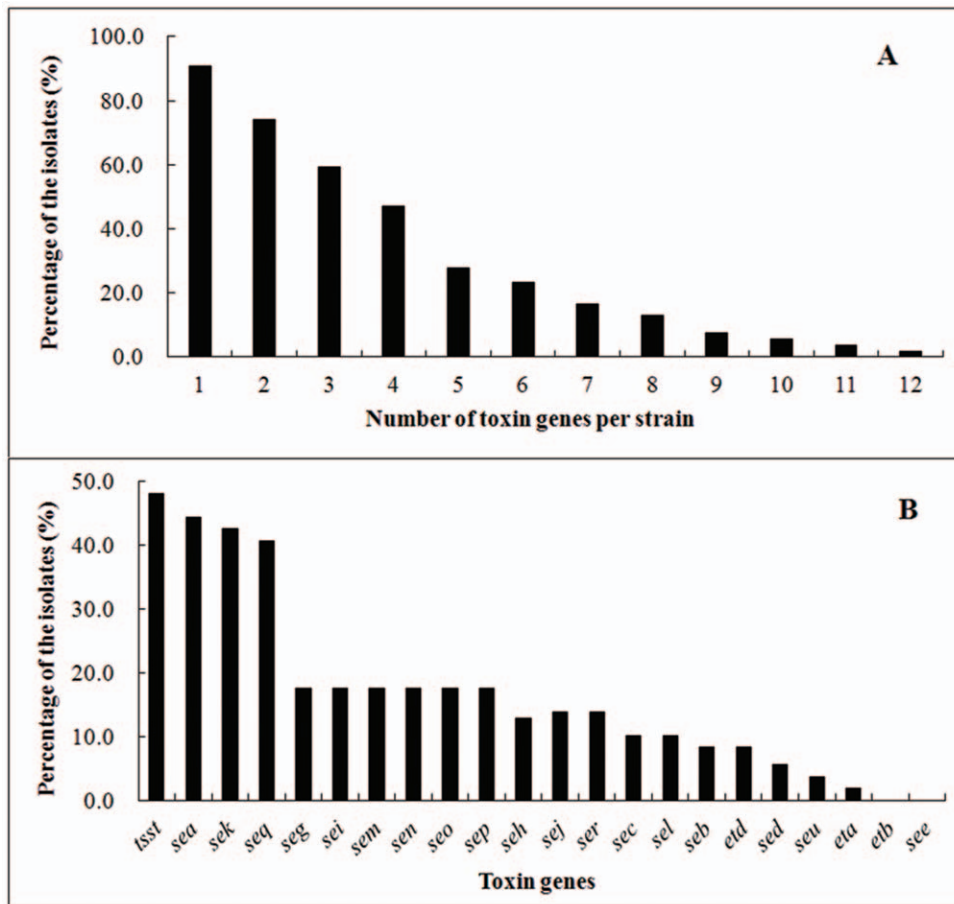 A
Percentage of the isolates (%)
100.0
80.0
60.0
40.0
20.0
0.0
1 2 3 4 5 6 7 8 9 10 11 12
Number of toxin genes per strain
B
Percentage of the isolates (%)
50.0
40.0
30.0
20.0
10.0
0.0
tsst sea sek seq seg sei sem sen seo sep seh sej ser sec sel seb etd sed seu eta etb see
Toxin genes